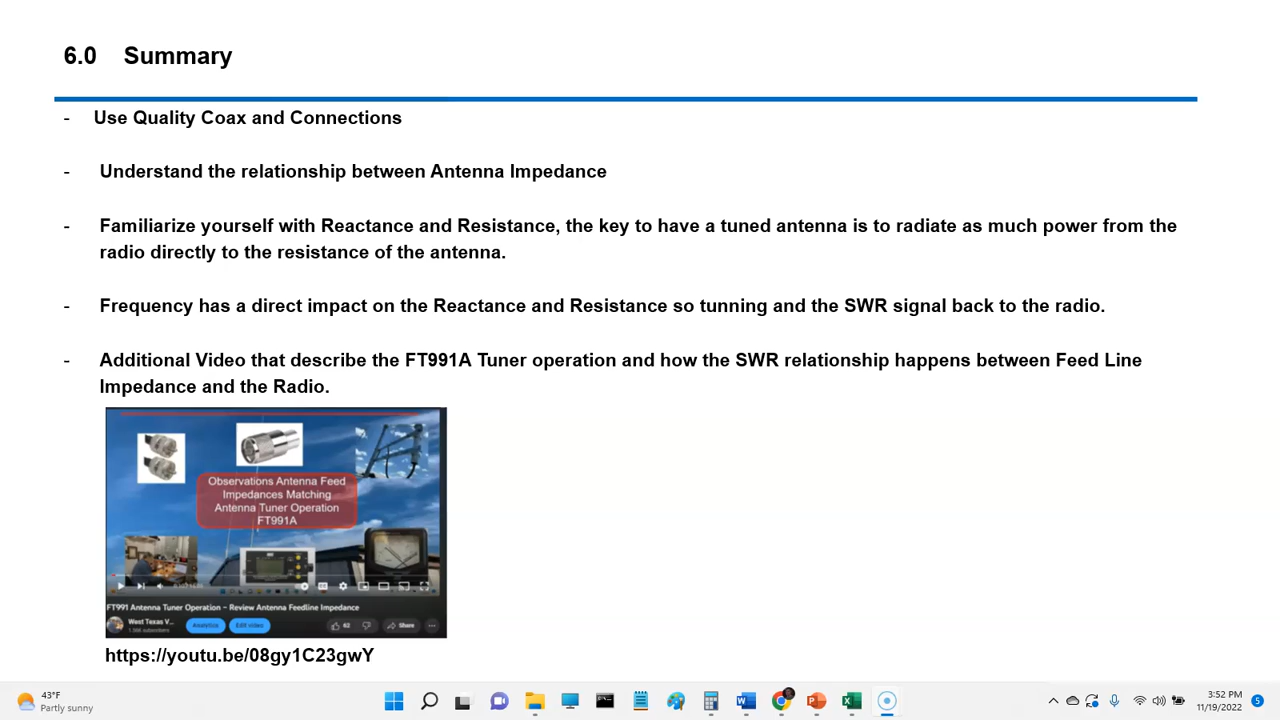 6.0 Summary
- Use Quality Coax and Connections
- Understand the relationship between Antenna Impedance
- Familiarize yourself with Reactance and Resistance, the key to have a tuned antenna is to radiate as much power from the
radio directly to the resistance of the antenna.
- Frequency has a direct impact on the Reactance and Resistance so tunning and the SWR signal back to the radio.
- Additional Video that describe the FT991A Tuner operation and how the SWR relationship happens between Feed Line
Impedance and the Radio.
Observations Antenna Feed
Impedances Matching
Antenna Tuner Operation
FT991A
FT991 Antenna Tuner Operation ~ Review Antenna Feedline Impedance
West Texas V...
Analytics
Edit video
62
Share
https://youtu.be/08gy1C23gwY
43°F
Partly sunny
3:52 PM
11/19/2022
5